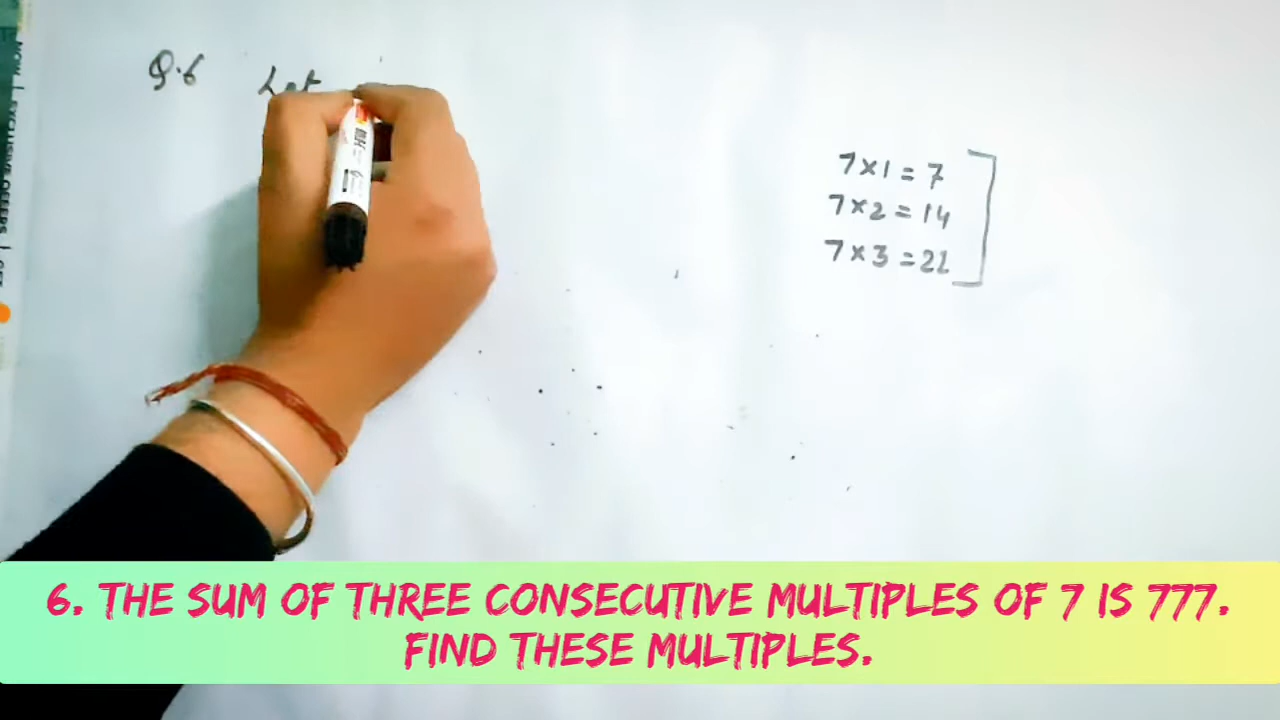 Q.6 Let
7×1=7
7×2=14
7×3=21
6. THE SUM OF THREE CONSECUTIVE MULTIPLES OF 7 IS 777.
FIND THESE MULTIPLES.